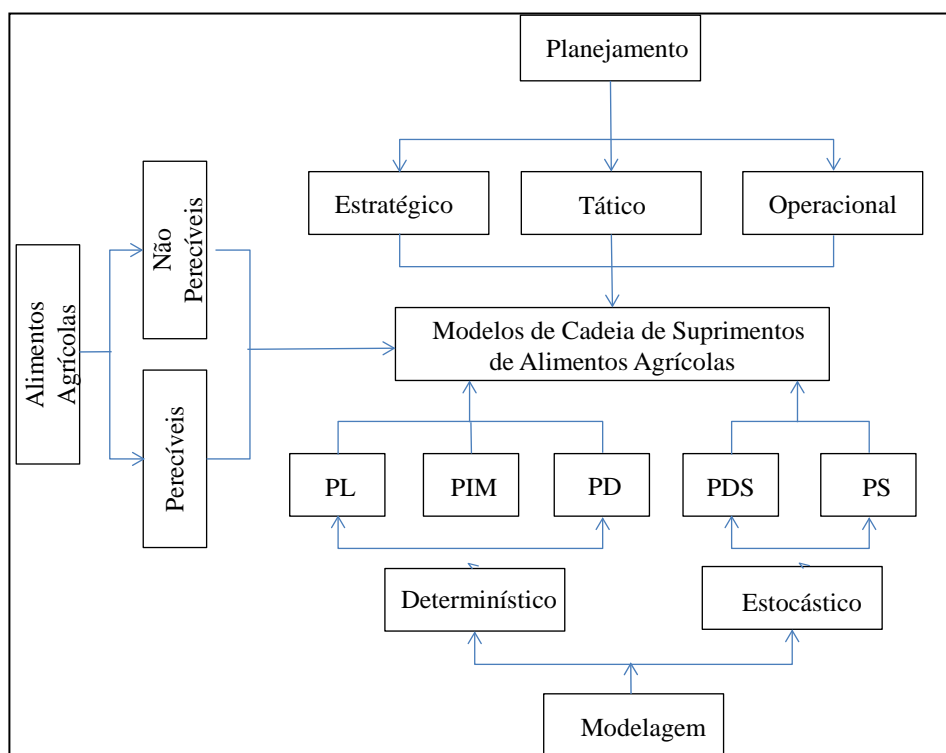 Planejamento
Estratégico
Tático
Operacional
Alimentos
Agrícolas
Não
Perecíveis
Perecíveis
Modelos de Cadeia de Suprimentos
de Alimentos Agrícolas
PL
PIM
PD
PDS
PS
Determinístico
Estocástico
Modelagem